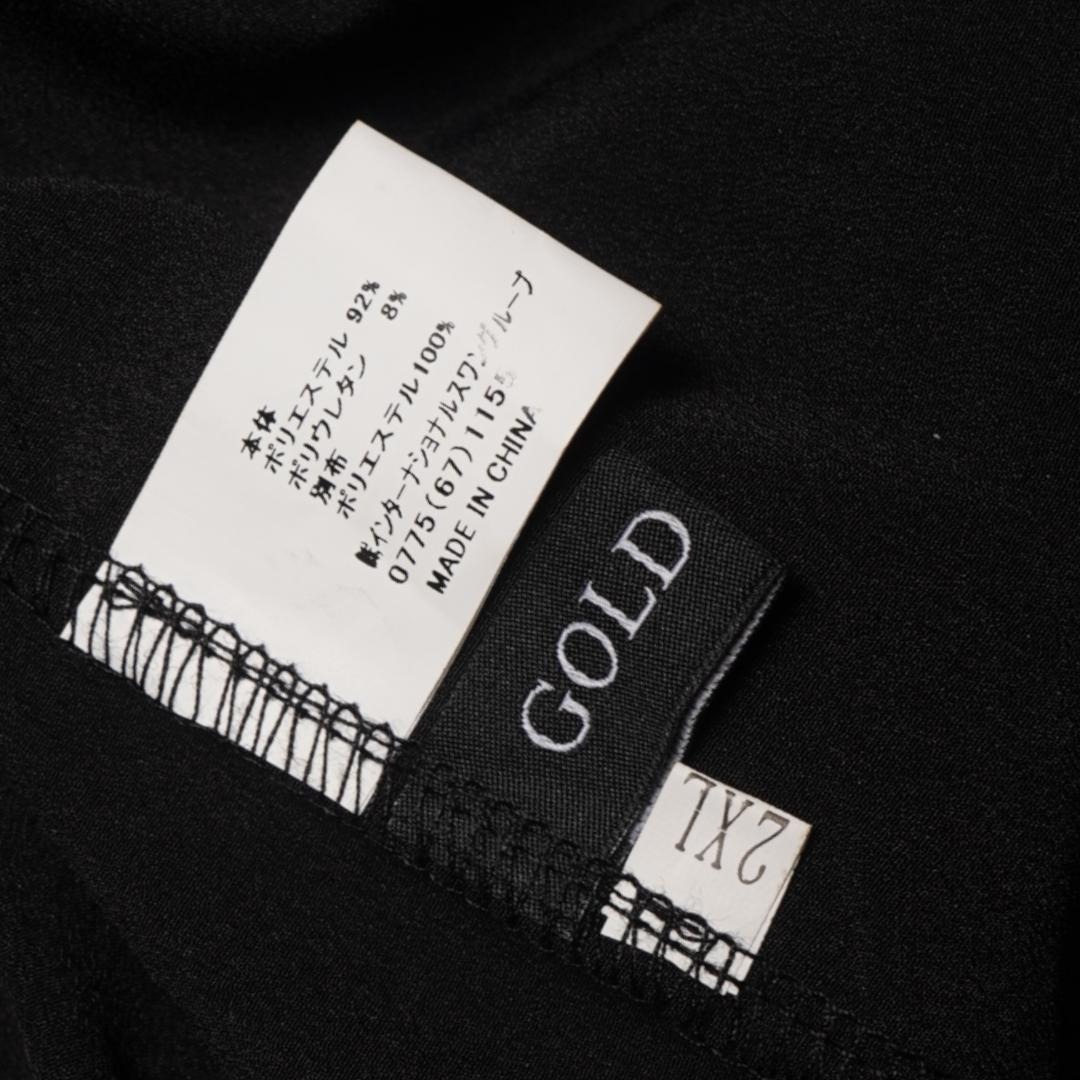 本体
ポリエステル 92%
ポリウレタン 8%
別布
ポリエステル100%
インターナショナルスワングループ
0775(67)115
MADE IN CHINA
GOLD
2XL